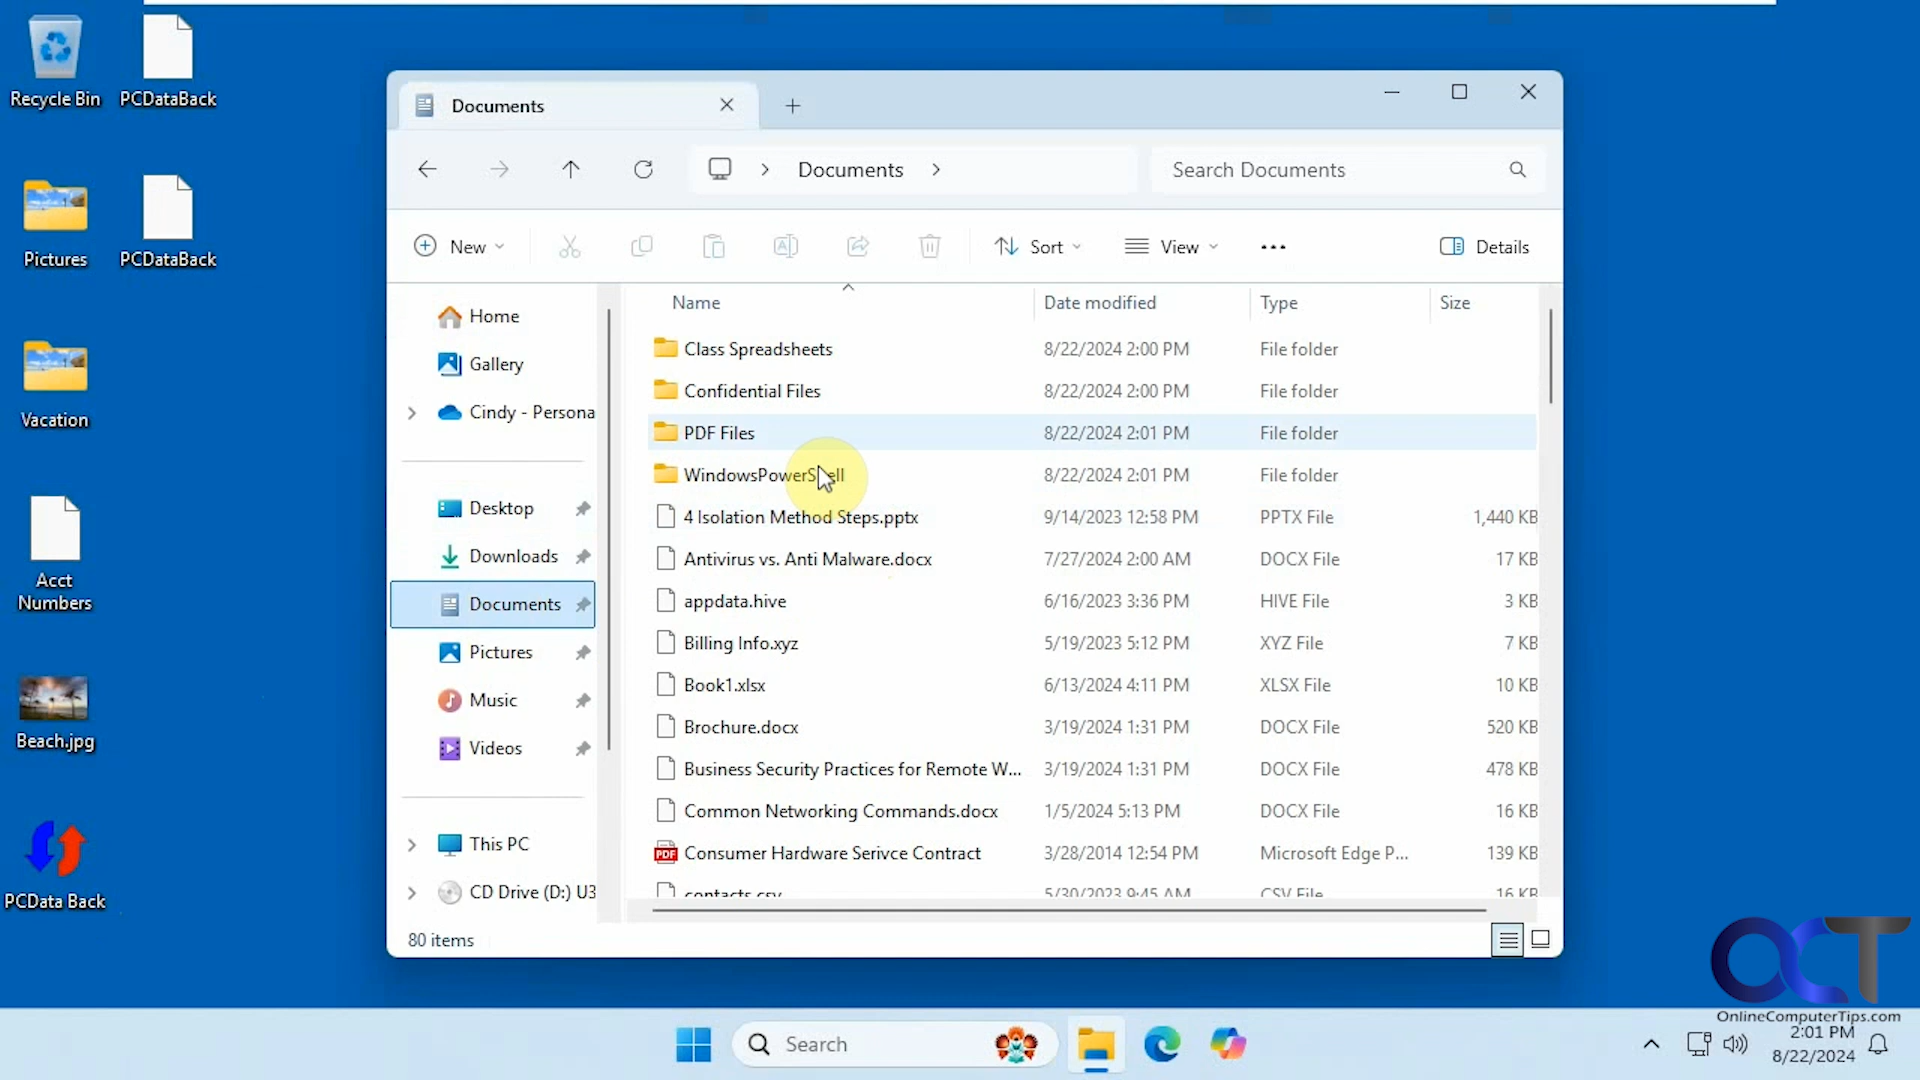 Recycle Bin
PCDataBack
Pictures
PCDataBack
Vacation
Acct
Numbers
Beach.jpg
PCData Back
Documents
Documents
Search Documents
New
Sort
View
Details
Home
Gallery
Cindy - Persona
Desktop
Downloads
Documents
Pictures
Music
Videos
This PC
CD Drive (D:) U3
Name Date modified Type Size
Class Spreadsheets 8/22/2024 2:00 PM File folder
Confidential Files 8/22/2024 2:00 PM File folder
PDF Files 8/22/2024 2:01 PM File folder
WindowsPowerShell 8/22/2024 2:01 PM File folder
4 Isolation Method Steps.pptx 9/14/2023 12:58 PM PPTX File 1,440 KB
Antivirus vs. Anti Malware.docx 7/27/2024 2:00 AM DOCX File 17 KB
appdata.hive 6/16/2023 3:36 PM HIVE File 3 KB
Billing Info.xyz 5/19/2023 5:12 PM XYZ File 7 KB
Book1.xlsx 6/13/2024 4:11 PM XLSX File 10 KB
Brochure.docx 3/19/2024 1:31 PM DOCX File 520 KB
Business Security Practices for Remote W... 3/19/2024 1:31 PM DOCX File 478 KB
Common Networking Commands.docx 1/5/2024 5:13 PM DOCX File 16 KB
PDF Consumer Hardware Serivce Contract 3/28/2014 12:54 PM Microsoft Edge P... 139 KB
contacts.csv 5/30/2023 9:45 AM CSV File 16 KB
80 items
OCT
OnlineComputerTips.com
Search
2:01 PM
8/22/2024